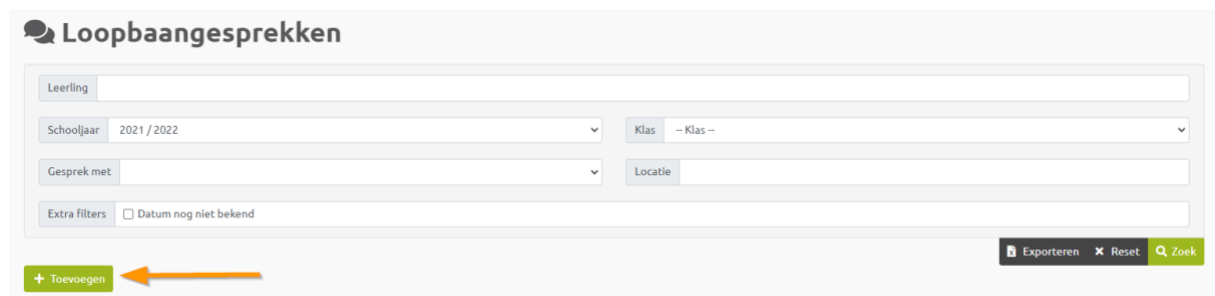 Loopbaangesprekken
Leerling
Schooljaar 2021 / 2022 Klas -- Klas --
Gesprek met Locatie
Extra filters Datum nog niet bekend
Exporteren Reset Zoek
Toevoegen